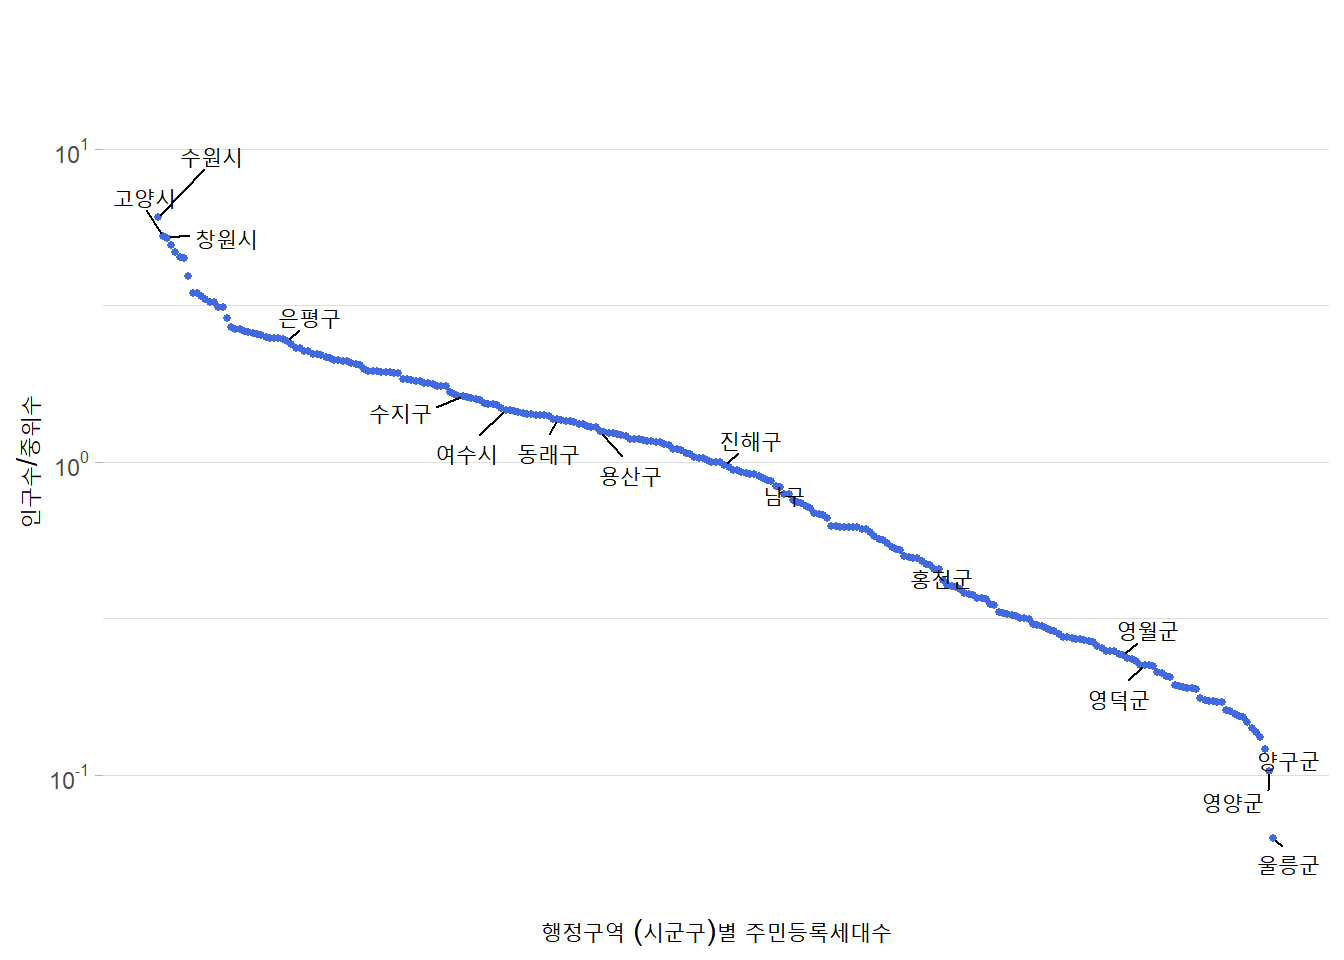 10¹
수원시
고양시
창원시
은평구
수지구
여수시
동래구
용산구
진해구
10⁰
남구
홍천군
영월군
영덕군
양구군
10⁻¹
영양군
울릉군
인구수/중위수
행정구역 (시군구)별 주민등록세대수